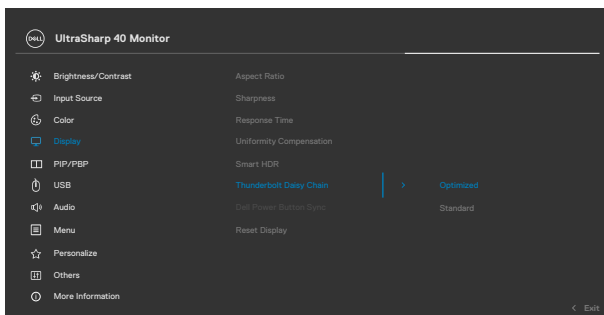 DELL UltraSharp 40 Monitor
Brightness/Contrast Aspect Ratio
Input Source Sharpness
Color Response Time
Display Uniformity Compensation
PIP/PBP Smart HDR
USB Thunderbolt Daisy Chain > Optimized
Audio Dell Power Button Sync Standard
Menu Reset Display
Personalize
Others
More Information
< Exit